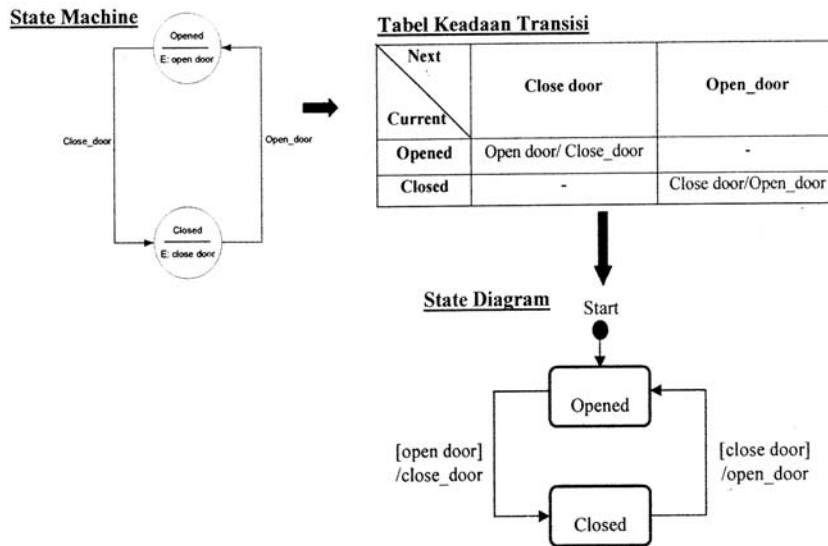 State Machine
Opened
E: open door
Close_door
Open_door
Closed
E: close door
Tabel Keadaan Transisi
Next
Current
Close door
Open_door
Opened
Open door/ Close_door
-
Closed
-
Close door/Open_door
State Diagram
Start
Opened
[open door]
/close_door
[close door]
/open_door
Closed